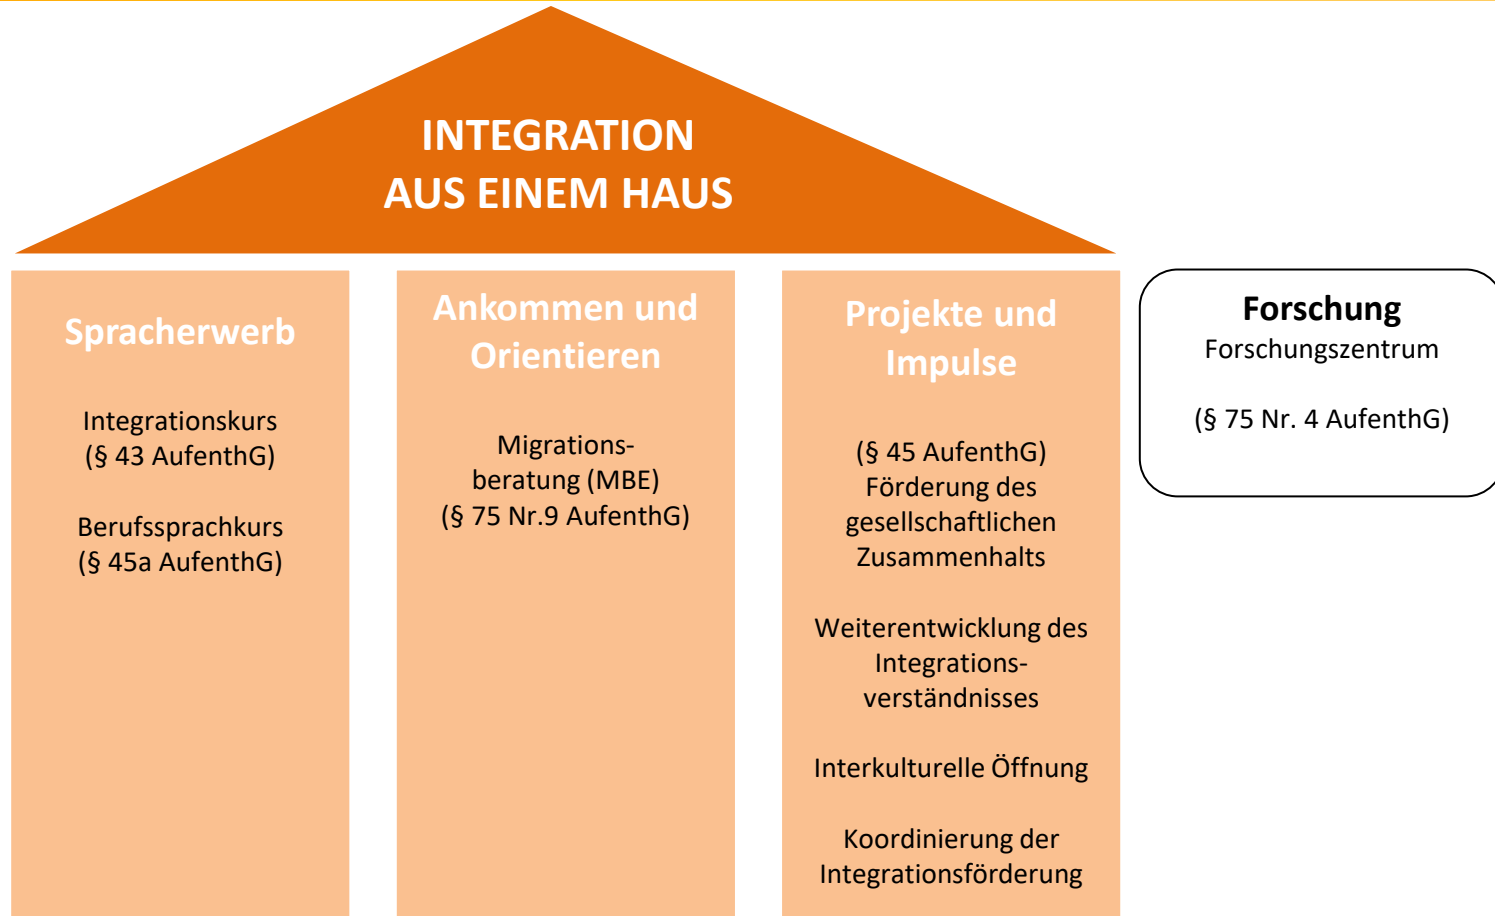 INTEGRATION
AUS EINEM HAUS
Spracherwerb
Integrationskurs
(§ 43 AufenthG)
Berufssprachkurs
(§ 45a AufenthG)
Ankommen und
Orientieren
Migrations-
beratung (MBE)
(§ 75 Nr.9 AufenthG)
Projekte und
Impulse
(§ 45 AufenthG)
Förderung des
gesellschaftlichen
Zusammenhalts
Weiterentwicklung des
Integrations-
verständnisses
Interkulturelle Öffnung
Koordinierung der
Integrationsförderung
Forschung
Forschungszentrum
(§ 75 Nr. 4 AufenthG)